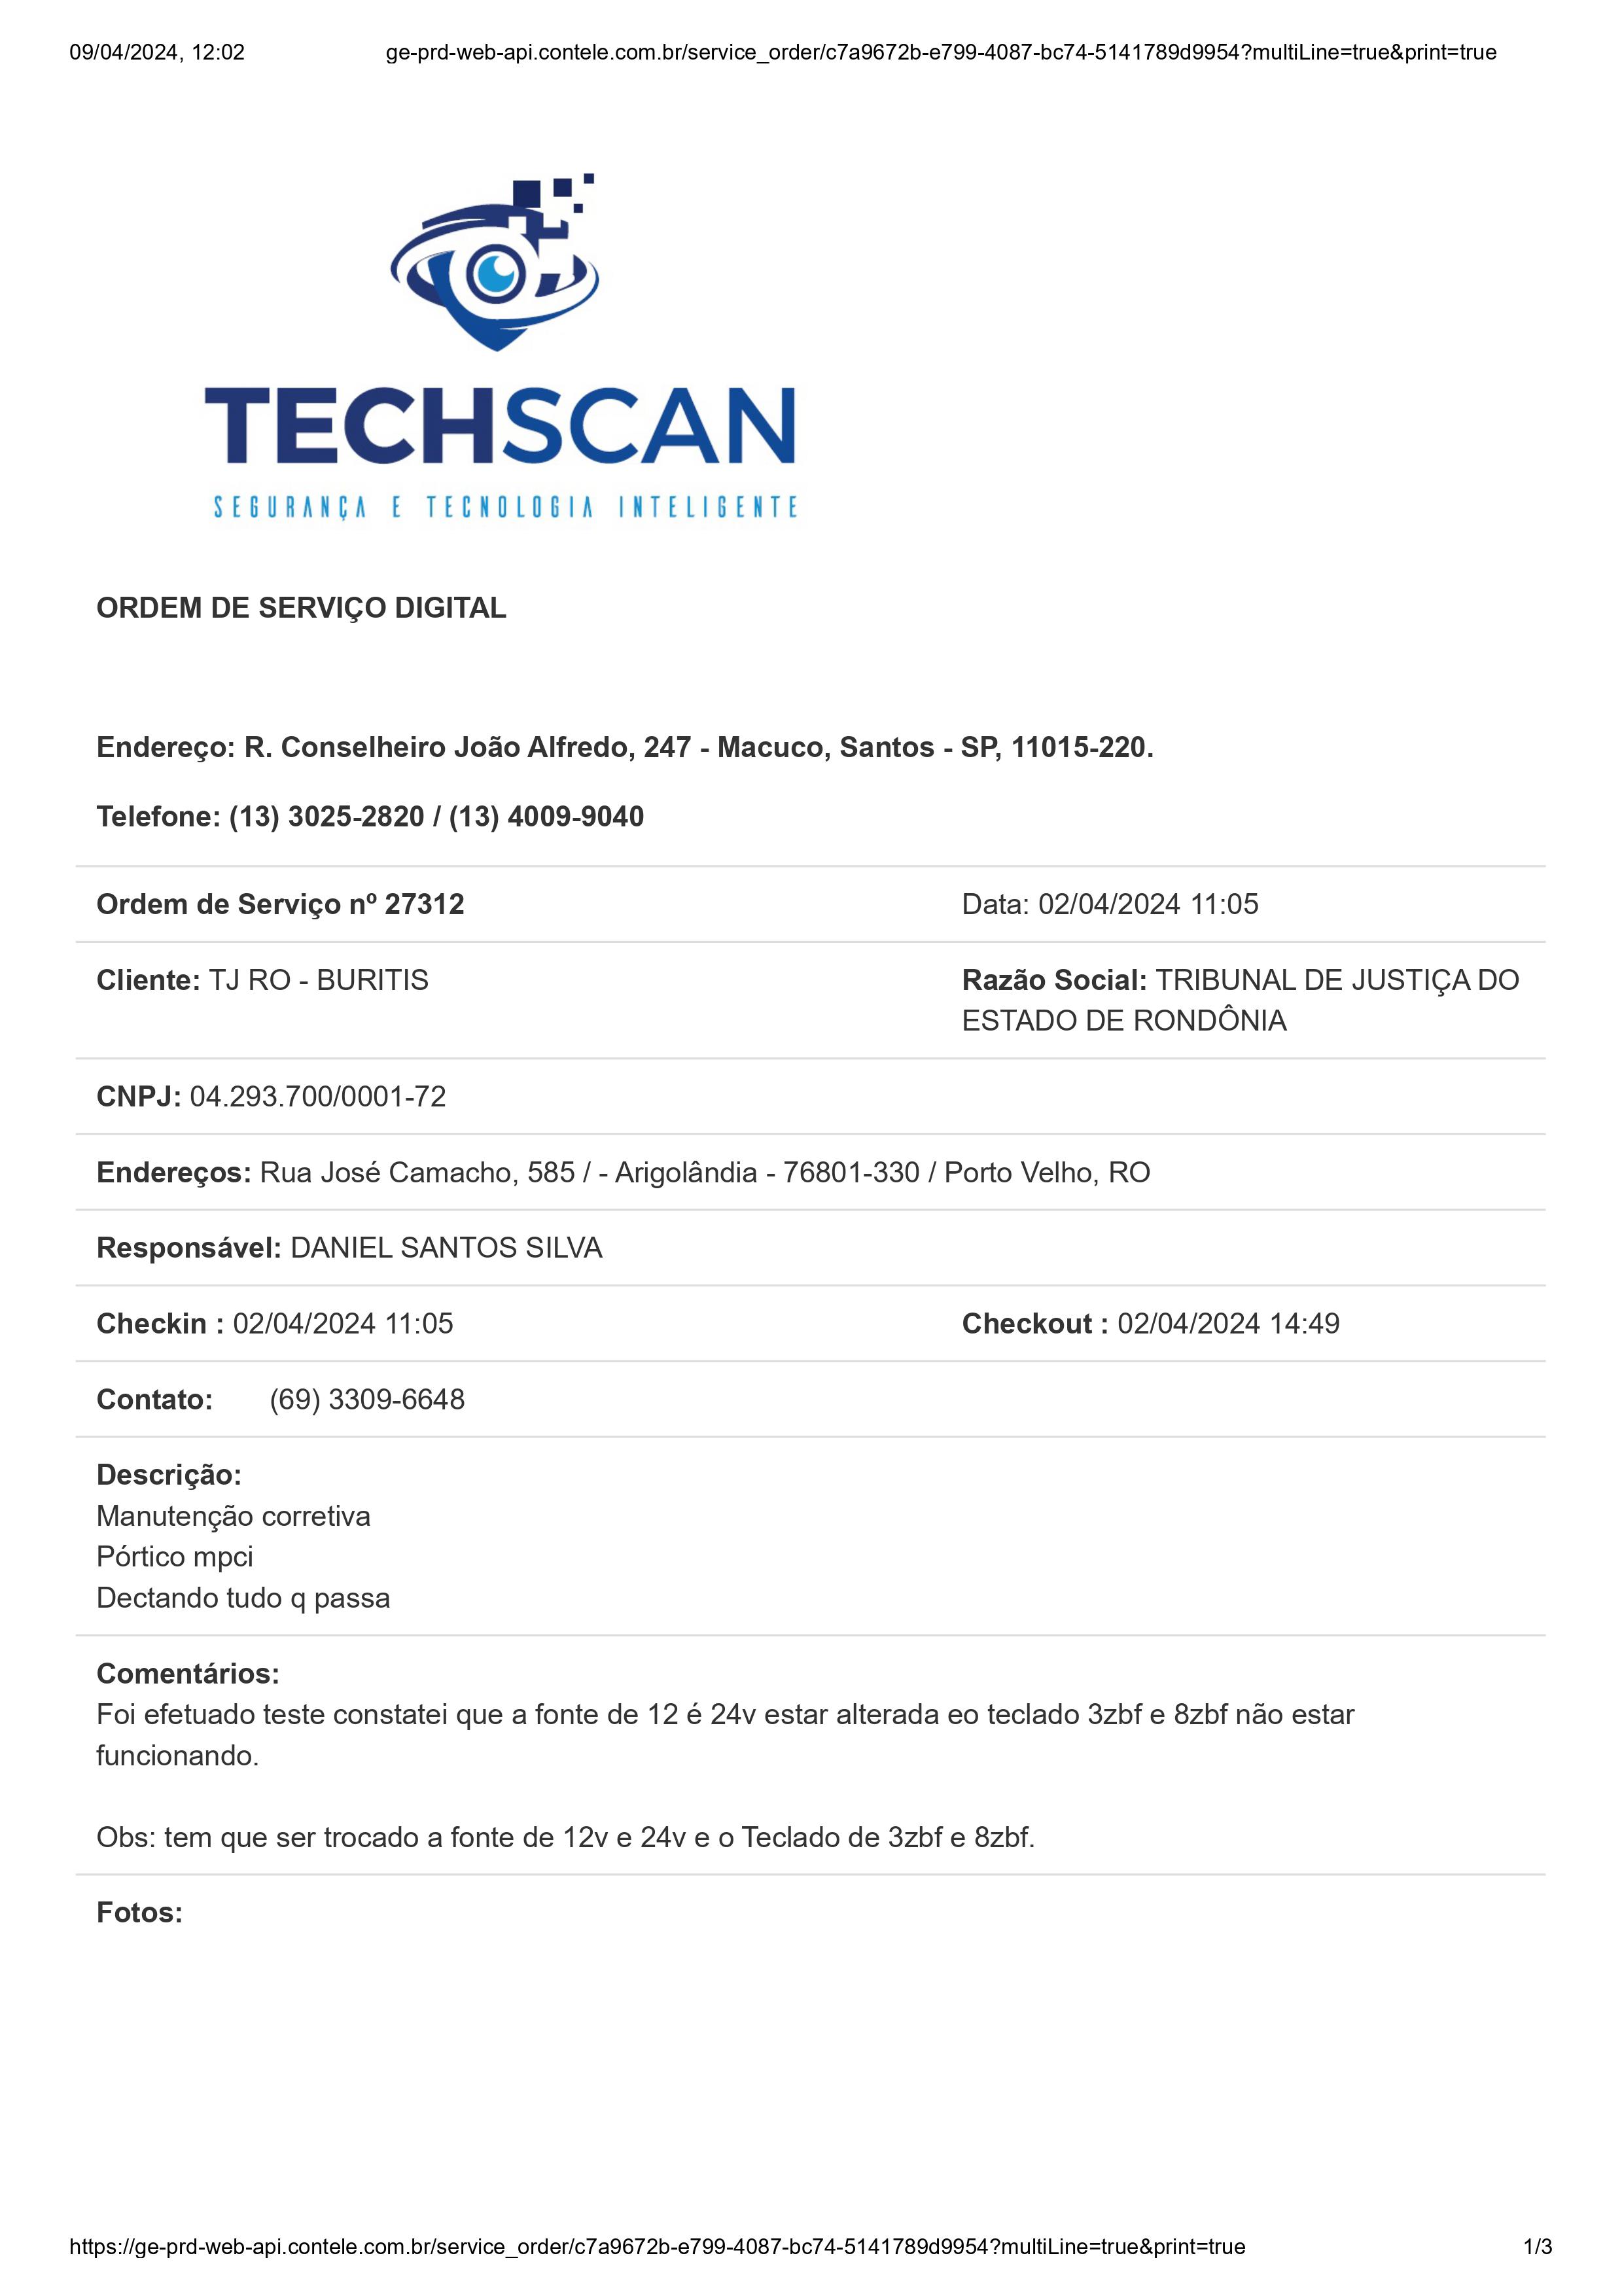 09/04/2024, 12:02 ge-prd-web-api.contele.com.br/service_order/c7a9672b-e799-4087-bc74-5141789d9954?multiLine=true&print=true
TECHSCAN
SEGURANÇA E TECNOLOGIA INTELIGENTE
ORDEM DE SERVIÇO DIGITAL
Endereço: R. Conselheiro João Alfredo, 247 - Macuco, Santos - SP, 11015-220.
Telefone: (13) 3025-2820 / (13) 4009-9040
Ordem de Serviço nº 27312 Data: 02/04/2024 11:05
Cliente: TJ RO - BURITIS Razão Social: TRIBUNAL DE JUSTIÇA DO
ESTADO DE RONDÔNIA
CNPJ: 04.293.700/0001-72
Endereços: Rua José Camacho, 585 / - Arigolândia - 76801-330 / Porto Velho, RO
Responsável: DANIEL SANTOS SILVA
Checkin : 02/04/2024 11:05 Checkout : 02/04/2024 14:49
Contato: (69) 3309-6648
Descrição:
Manutenção corretiva
Pórtico mpci
Dectando tudo q passa
Comentários:
Foi efetuado teste constatei que a fonte de 12 é 24v estar alterada eo teclado 3zbf e 8zbf não estar
funcionando.
Obs: tem que ser trocado a fonte de 12v e 24v e o Teclado de 3zbf e 8zbf.
Fotos:
https://ge-prd-web-api.contele.com.br/service_order/c7a9672b-e799-4087-bc74-5141789d9954?multiLine=true&print=true 1/3